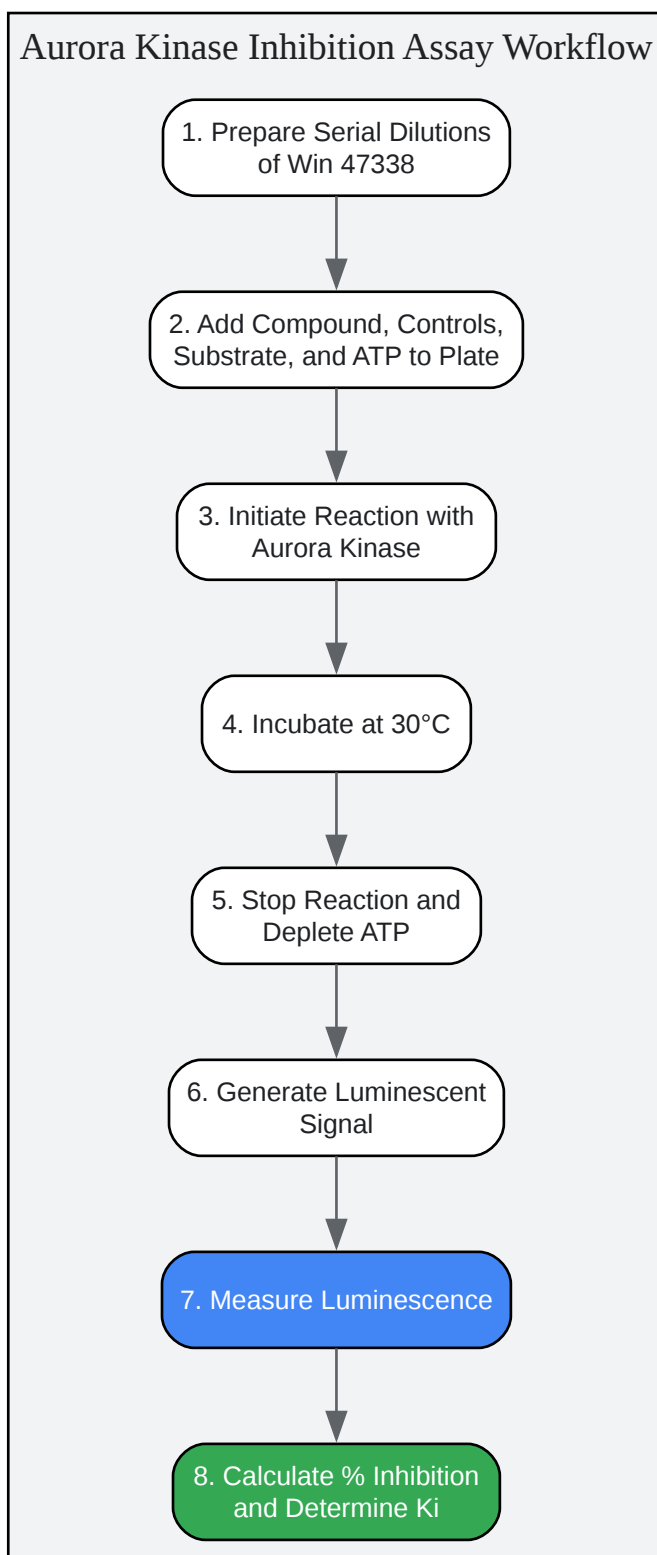 Aurora Kinase Inhibition Assay Workflow
1. Prepare Serial Dilutions
of Win 47338
2. Add Compound, Controls,
Substrate, and ATP to Plate
3. Initiate Reaction with
Aurora Kinase
4. Incubate at 30°C
5. Stop Reaction and
Deplete ATP
6. Generate Luminescent
Signal
7. Measure Luminescence
8. Calculate % Inhibition
and Determine Ki